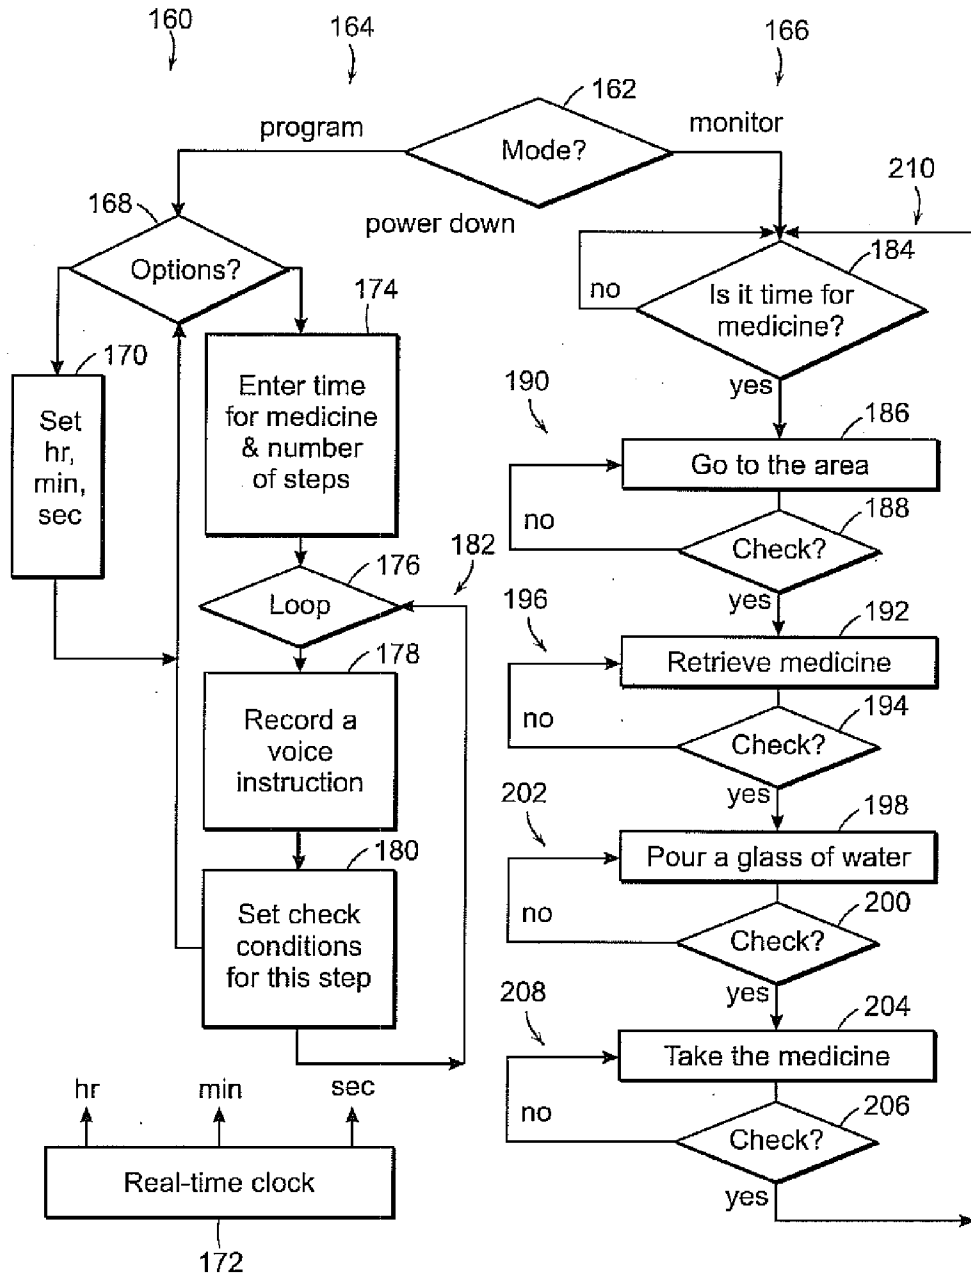 160
164
166
162
program
Mode?
monitor
210
168
power down
184
Options?
174
no
Is it time for
medicine?
170
Enter time
for medicine
& number
of steps
yes
190
186
Set
hr,
min,
sec
Go to the area
188
no
Check?
182
176
yes
Loop
196
192
178
Retrieve medicine
194
Record a
voice
instruction
no
Check?
yes
202
198
180
Pour a glass of water
200
Set check
conditions
for this step
no
Check?
yes
208
204
Take the medicine
hr
min
sec
206
no
Check?
Real-time clock
yes
172